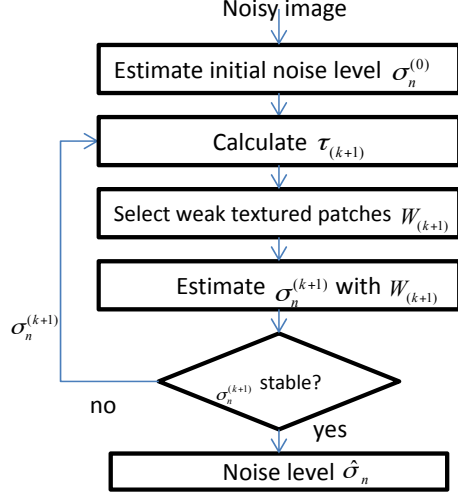 Noisy image
Estimate initial noise level σ_n^(0)
Calculate τ_(k+1)
Select weak textured patches W_(k+1)
Estimate σ_n^(k+1) with W_(k+1)
σ_n^(k+1)
σ_n^(k+1) stable?
no
yes
Noise level σ̂_n